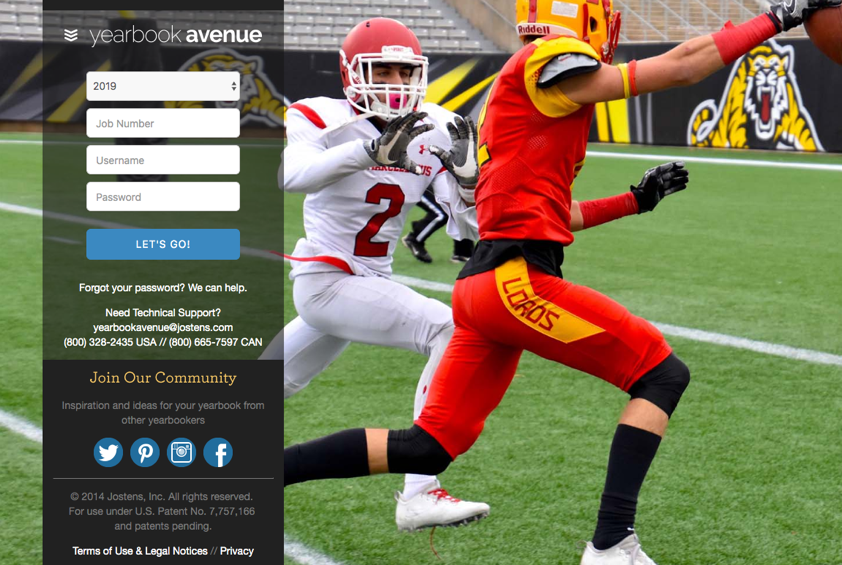 yearbook avenue
2019
Job Number
Username
Password
LET'S GO!
Forgot your password? We can help.
Need Technical Support?
yearbookavenue@jostens.com
(800) 328-2435 USA // (800) 665-7597 CAN
Join Our Community
Inspiration and ideas for your yearbook from
other yearbookers
© 2014 Jostens, Inc. All rights reserved.
For use under U.S. Patent No. 7,757,166
and patents pending.
Terms of Use & Legal Notices // Privacy
Riddell
2
LORDS